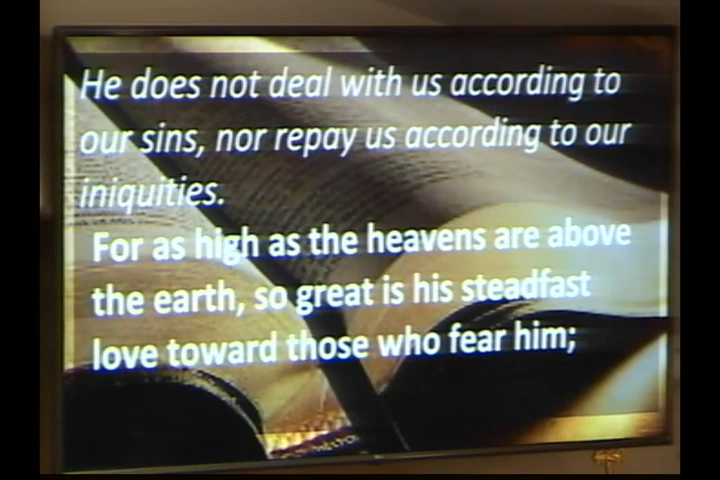 He does not deal with us according to
our sins, nor repay us according to our
iniquities.
For as high as the heavens are above
the earth, so great is his steadfast
love toward those who fear him;